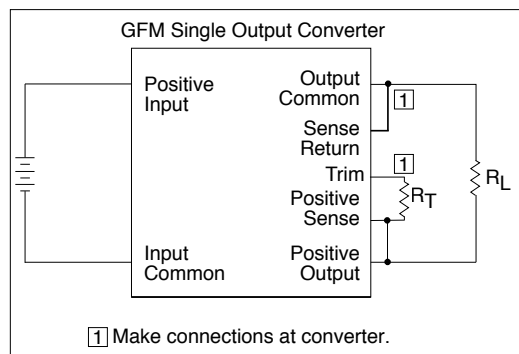 GFM Single Output Converter
Positive
Input
Output
Common
1
Sense
Return
1
Trim
Positive
Sense
RT
RL
Input
Common
Positive
Output
1 Make connections at converter.